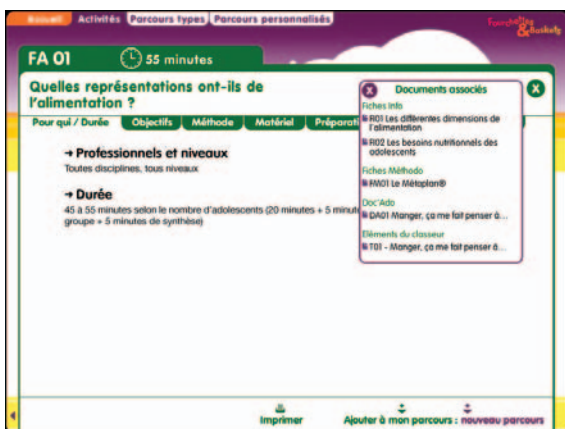 Accueil Activités Parcours types Parcours personnalisés
Fourchettes
& Baskets
FA 01 55 minutes
Quelles représentations ont-ils de
l'alimentation ?
Pour qui / Durée Objectifs Méthode Matériel Préparati
→ Professionnels et niveaux
Toutes disciplines, tous niveaux
→ Durée
45 à 55 minutes selon le nombre d'adolescents (20 minutes + 5 minute
groupe + 5 minutes de synthèse)
X Documents associés X
Fiches Info
FI01 Les différentes dimensions de
l'alimentation
FI02 Les besoins nutritionnels des
adolescents
Fiches Méthodo
FM01 Le Métaplan®
Doc'Ado
DA01 Manger, ça me fait penser à...
Eléments du classeur
T01 - Manger, ça me fait penser à...
Imprimer Ajouter à mon parcours : nouveau parcours